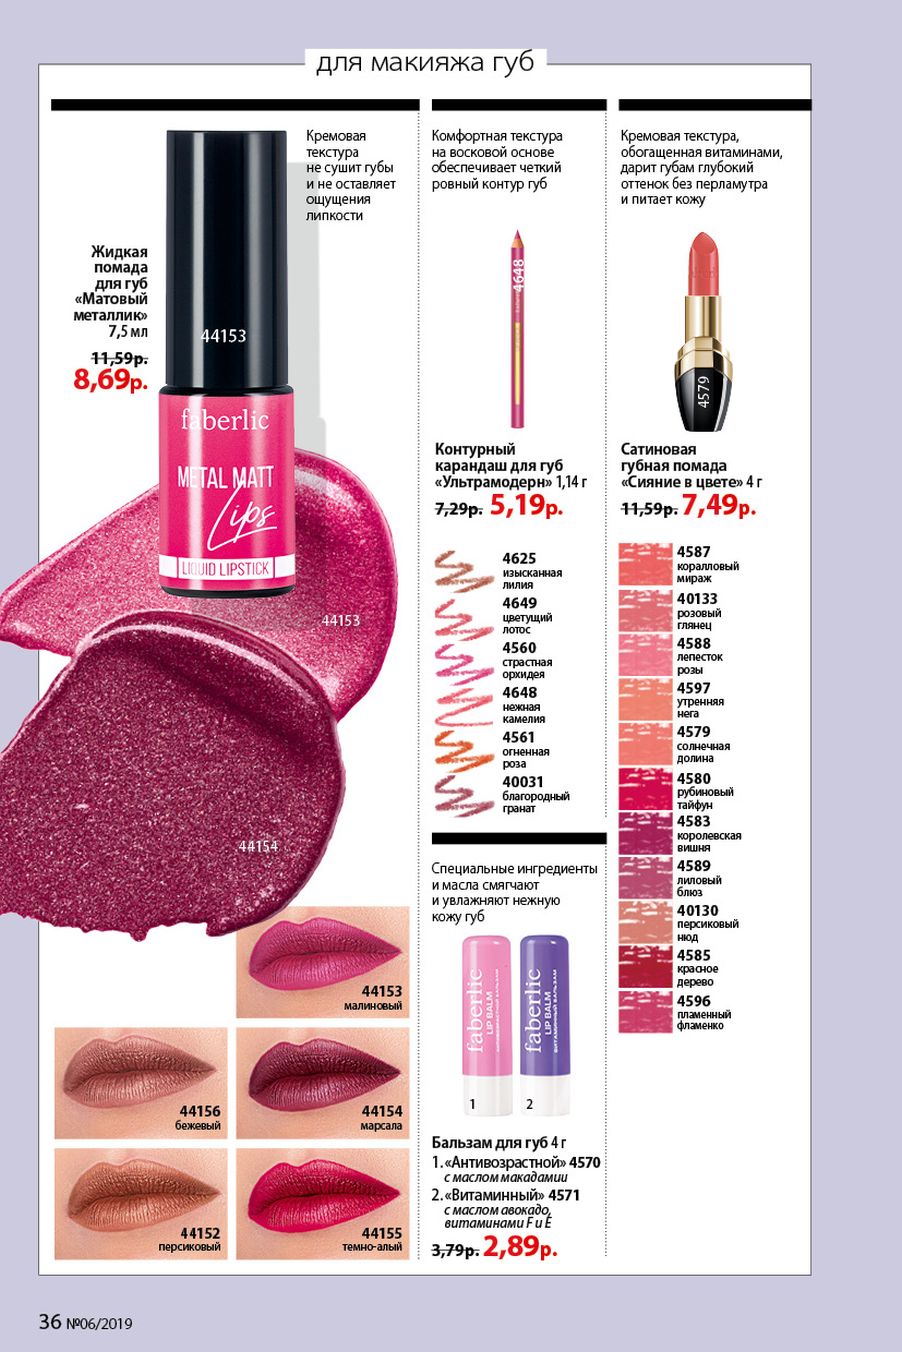 для макияжа губ
Кремовая
текстура
не сушит губы
и не оставляет
ощущения
липкости
Жидкая
помада
для губ
«Матовый
металлик»
7,5 мл
11,59р.
8,69р.
44153
faberlic
METAL MATT
Lips
LIQUID LIPSTICK
44153
44154
44153
малиновый
44156
бежевый
44154
марсала
44152
персиковый
44155
темно-алый
Комфортная текстура
на восковой основе
обеспечивает четкий
ровный контур губ
4648
Контурный
карандаш для губ
«Ультрамодерн» 1,14 г
7,29р. 5,19р.
4625
изысканная
лилия
4649
цветущий
лотос
4560
страстная
орхидея
4648
нежная
камелия
4561
огненная
роза
40031
благородный
гранат
Специальные ингредиенты
и масла смягчают
и увлажняют нежную
кожу губ
faberlic
LIP BALM
АНТИВОЗРАСТНОЙ БАЛЬЗАМ
faberlic
LIP BALM
ВИТАМИННЫЙ БАЛЬЗАМ
1
2
Бальзам для губ 4 г
1. «Антивозрастной» 4570
с маслом макадамии
2. «Витаминный» 4571
с маслом авокадо,
витаминами F и E
3,79р. 2,89р.
Кремовая текстура,
обогащенная витаминами,
дарит губам глубокий
оттенок без перламутра
и питает кожу
4579
Сатиновая
губная помада
«Сияние в цвете» 4 г
11,59р. 7,49р.
4587
коралловый
мираж
40133
розовый
глянец
4588
лепесток
розы
4597
утренняя
нега
4579
солнечная
долина
4580
рубиновый
тайфун
4583
королевская
вишня
4589
лиловый
блюз
40130
персиковый
нюд
4585
красное
дерево
4596
пламенный
фламенко
36 №06/2019